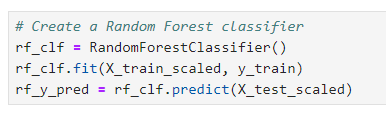 # Create a Random Forest classifier
rf_clf = RandomForestClassifier()
rf_clf.fit(X_train_scaled, y_train)
rf_y_pred = rf_clf.predict(X_test_scaled)